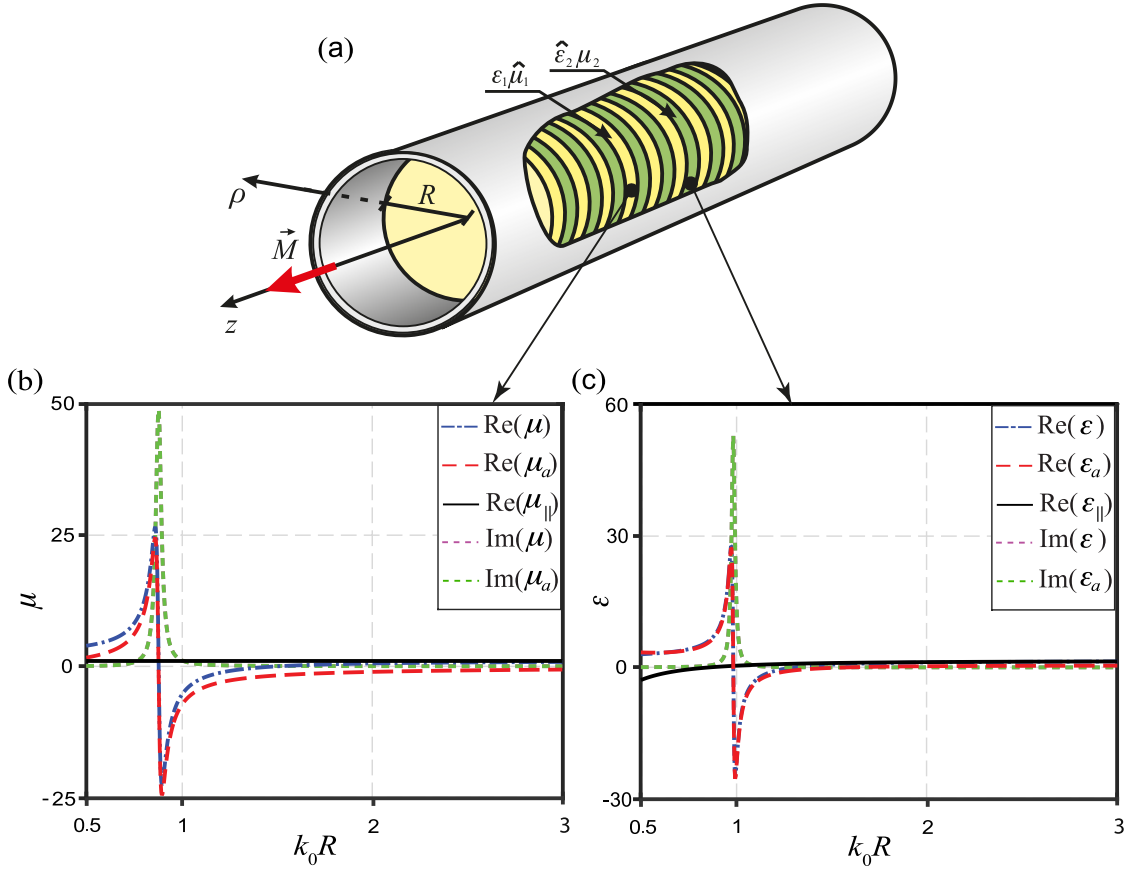 (a)
ε₁μ̂₁
ε̂₂μ₂
ρ
R
M⃗
z
(b)
50
25
0
-25
μ
0.5
1
2
3
k₀R
Re(μ)
Re(μₐ)
Re(μ||)
Im(μ)
Im(μₐ)
(c)
60
30
0
-30
ε
0.5
1
2
3
k₀R
Re(ε)
Re(εₐ)
Re(ε||)
Im(ε)
Im(εₐ)